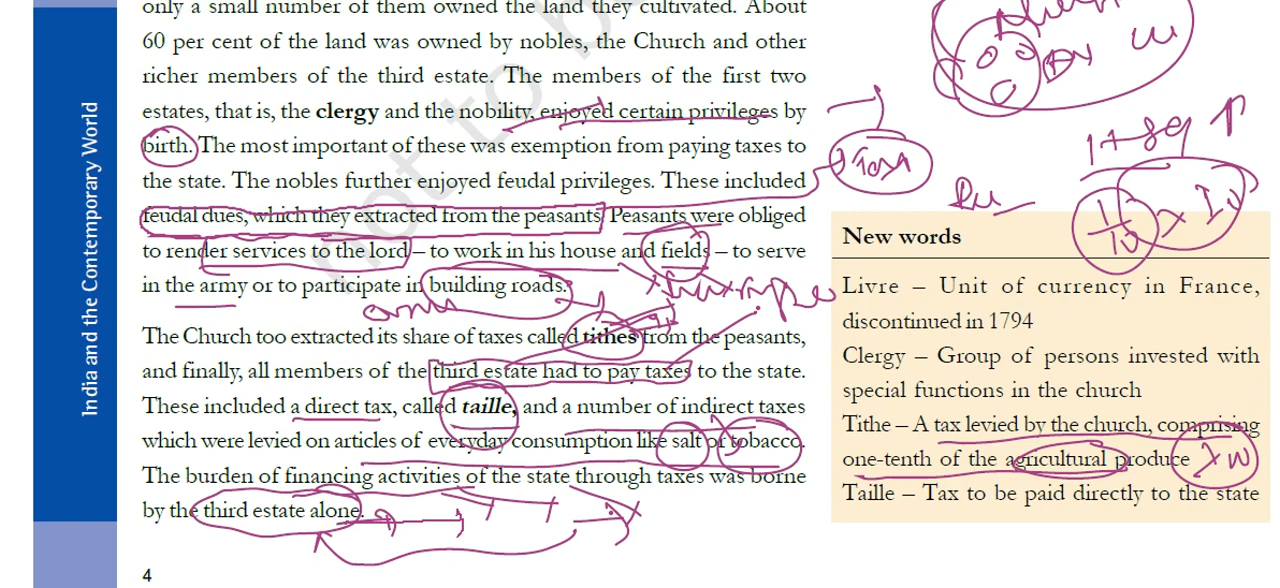 only a small number of them owned the land they cultivated. About
60 per cent of the land was owned by nobles, the Church and other
richer members of the third estate. The members of the first two
estates, that is, the clergy and the nobility, enjoyed certain privileges by
birth. The most important of these was exemption from paying taxes to
the state. The nobles further enjoyed feudal privileges. These included
feudal dues, which they extracted from the peasants. Peasants were obliged
to render services to the lord – to work in his house and fields – to serve
in the army or to participate in building roads.
The Church too extracted its share of taxes called tithes from the peasants,
and finally, all members of the third estate had to pay taxes to the state.
These included a direct tax, called taille, and a number of indirect taxes
which were levied on articles of everyday consumption like salt or tobacco.
The burden of financing activities of the state through taxes was borne
by the third estate alone.
1789
1/10 × 10
New words
Livre – Unit of currency in France,
discontinued in 1794
Clergy – Group of persons invested with
special functions in the church
Tithe – A tax levied by the church, comprising
one-tenth of the agricultural produce
Taille – Tax to be paid directly to the state
India and the Contemporary World
4
not to b